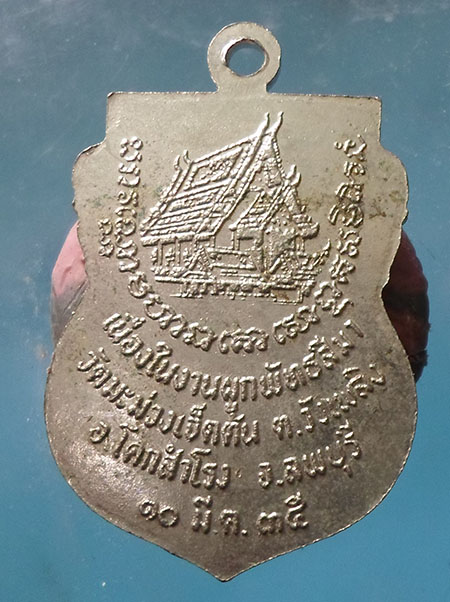 เนื่องในงานผูกพัทธสีมา
วัดมะม่วงเจ็ดต้น ต.วังเพลิง
อ.โคกสำโรง จ.ลพบุรี
๑๐ มี.ค. ๓๕